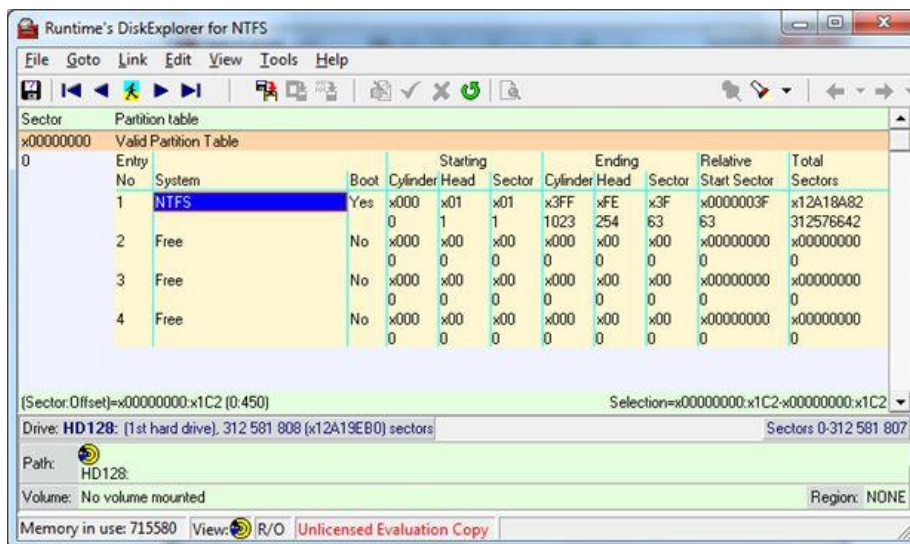 Runtime's DiskExplorer for NTFS
File Goto Link Edit View Tools Help
Sector Partition table
x00000000 Valid Partition Table
0 Entry Starting Ending Relative Total
No System Boot Cylinder Head Sector Cylinder Head Sector Start Sector Sectors
1 NTFS Yes x000 x01 x01 x3FF xFE x3F x0000003F x12A18A82
0 1 1 1023 254 63 63 312576642
2 Free No x000 x00 x00 x000 x00 x00 x00000000 x00000000
0 0 0 0 0 0 0 0
3 Free No x000 x00 x00 x000 x00 x00 x00000000 x00000000
0 0 0 0 0 0 0 0
4 Free No x000 x00 x00 x000 x00 x00 x00000000 x00000000
0 0 0 0 0 0 0 0
(Sector:Offset)=x00000000:x1C2 (0:450) Selection=x00000000:x1C2-x00000000:x1C2
Drive: HD128: (1st hard drive), 312 581 808 (x12A19EB0) sectors Sectors 0-312 581 807
Path: HD128:
Volume: No volume mounted Region: NONE
Memory in use: 715580 View: R/O Unlicensed Evaluation Copy